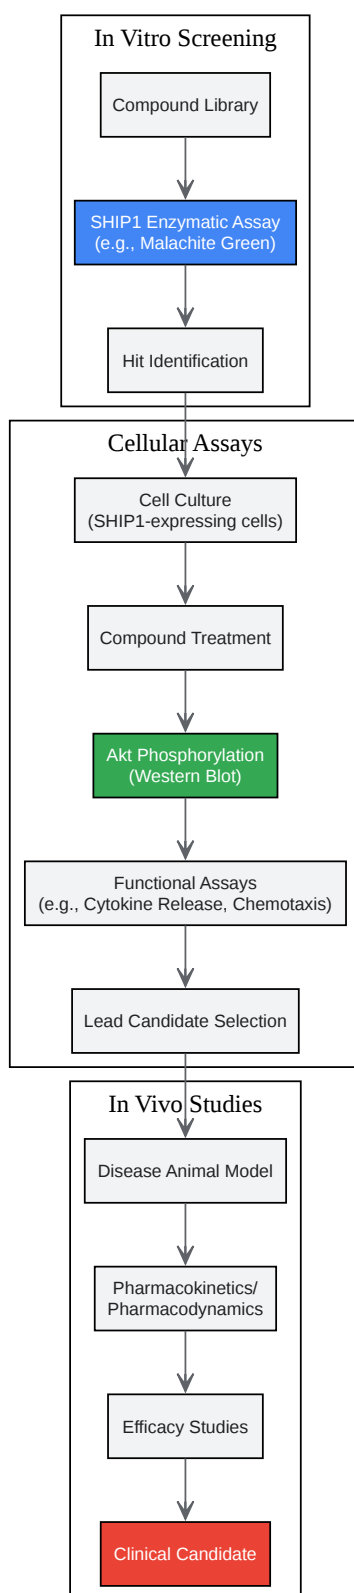 In Vitro Screening
Compound Library
SHIP1 Enzymatic Assay
(e.g., Malachite Green)
Hit Identification
Cellular Assays
Cell Culture
(SHIP1-expressing cells)
Compound Treatment
Akt Phosphorylation
(Western Blot)
Functional Assays
(e.g., Cytokine Release, Chemotaxis)
Lead Candidate Selection
In Vivo Studies
Disease Animal Model
Pharmacokinetics/
Pharmacodynamics
Efficacy Studies
Clinical Candidate